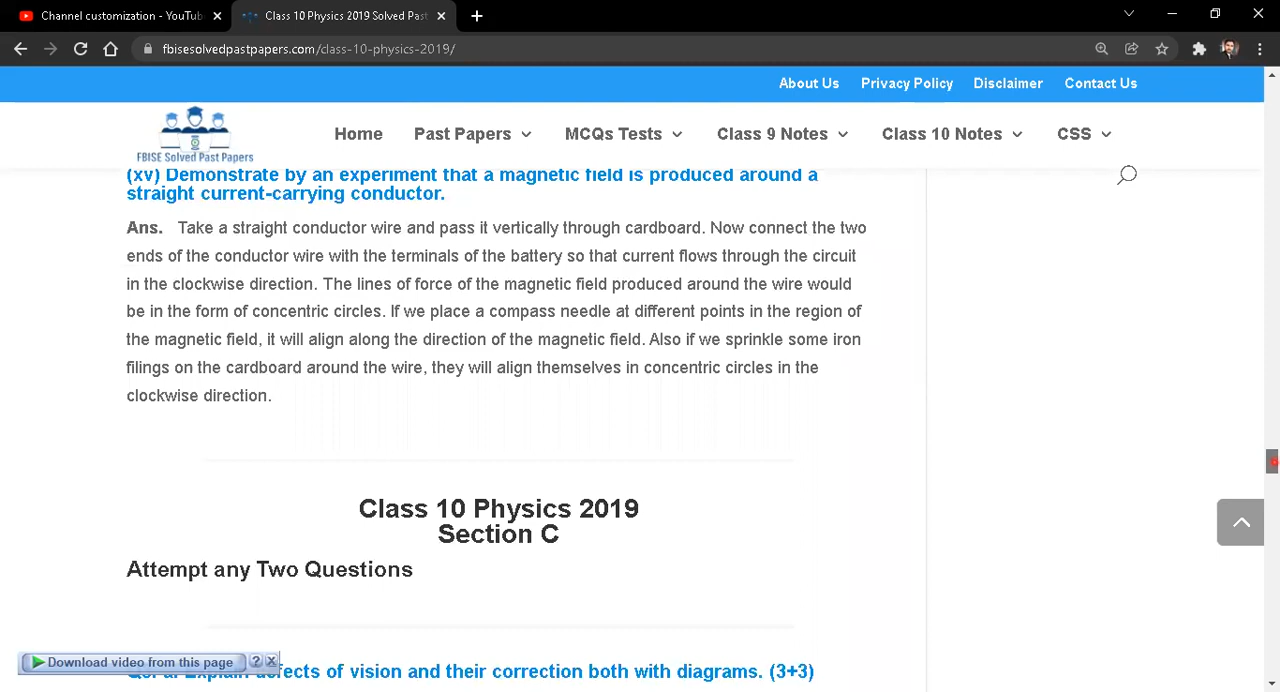 Channel customization - YouTub
Class 10 Physics 2019 Solved Past
fbisesolvedpastpapers.com/class-10-physics-2019/
About Us Privacy Policy Disclaimer Contact Us
FBISE Solved Past Papers
Home Past Papers MCQs Tests Class 9 Notes Class 10 Notes CSS
(xv) Demonstrate by an experiment that a magnetic field is produced around a
straight current-carrying conductor.
Ans. Take a straight conductor wire and pass it vertically through cardboard. Now connect the two
ends of the conductor wire with the terminals of the battery so that current flows through the circuit
in the clockwise direction. The lines of force of the magnetic field produced around the wire would
be in the form of concentric circles. If we place a compass needle at different points in the region of
the magnetic field, it will align along the direction of the magnetic field. Also if we sprinkle some iron
filings on the cardboard around the wire, they will align themselves in concentric circles in the
clockwise direction.
Class 10 Physics 2019
Section C
Attempt any Two Questions
Download video from this page ?
of vision and their correction both with diagrams. (3+3)